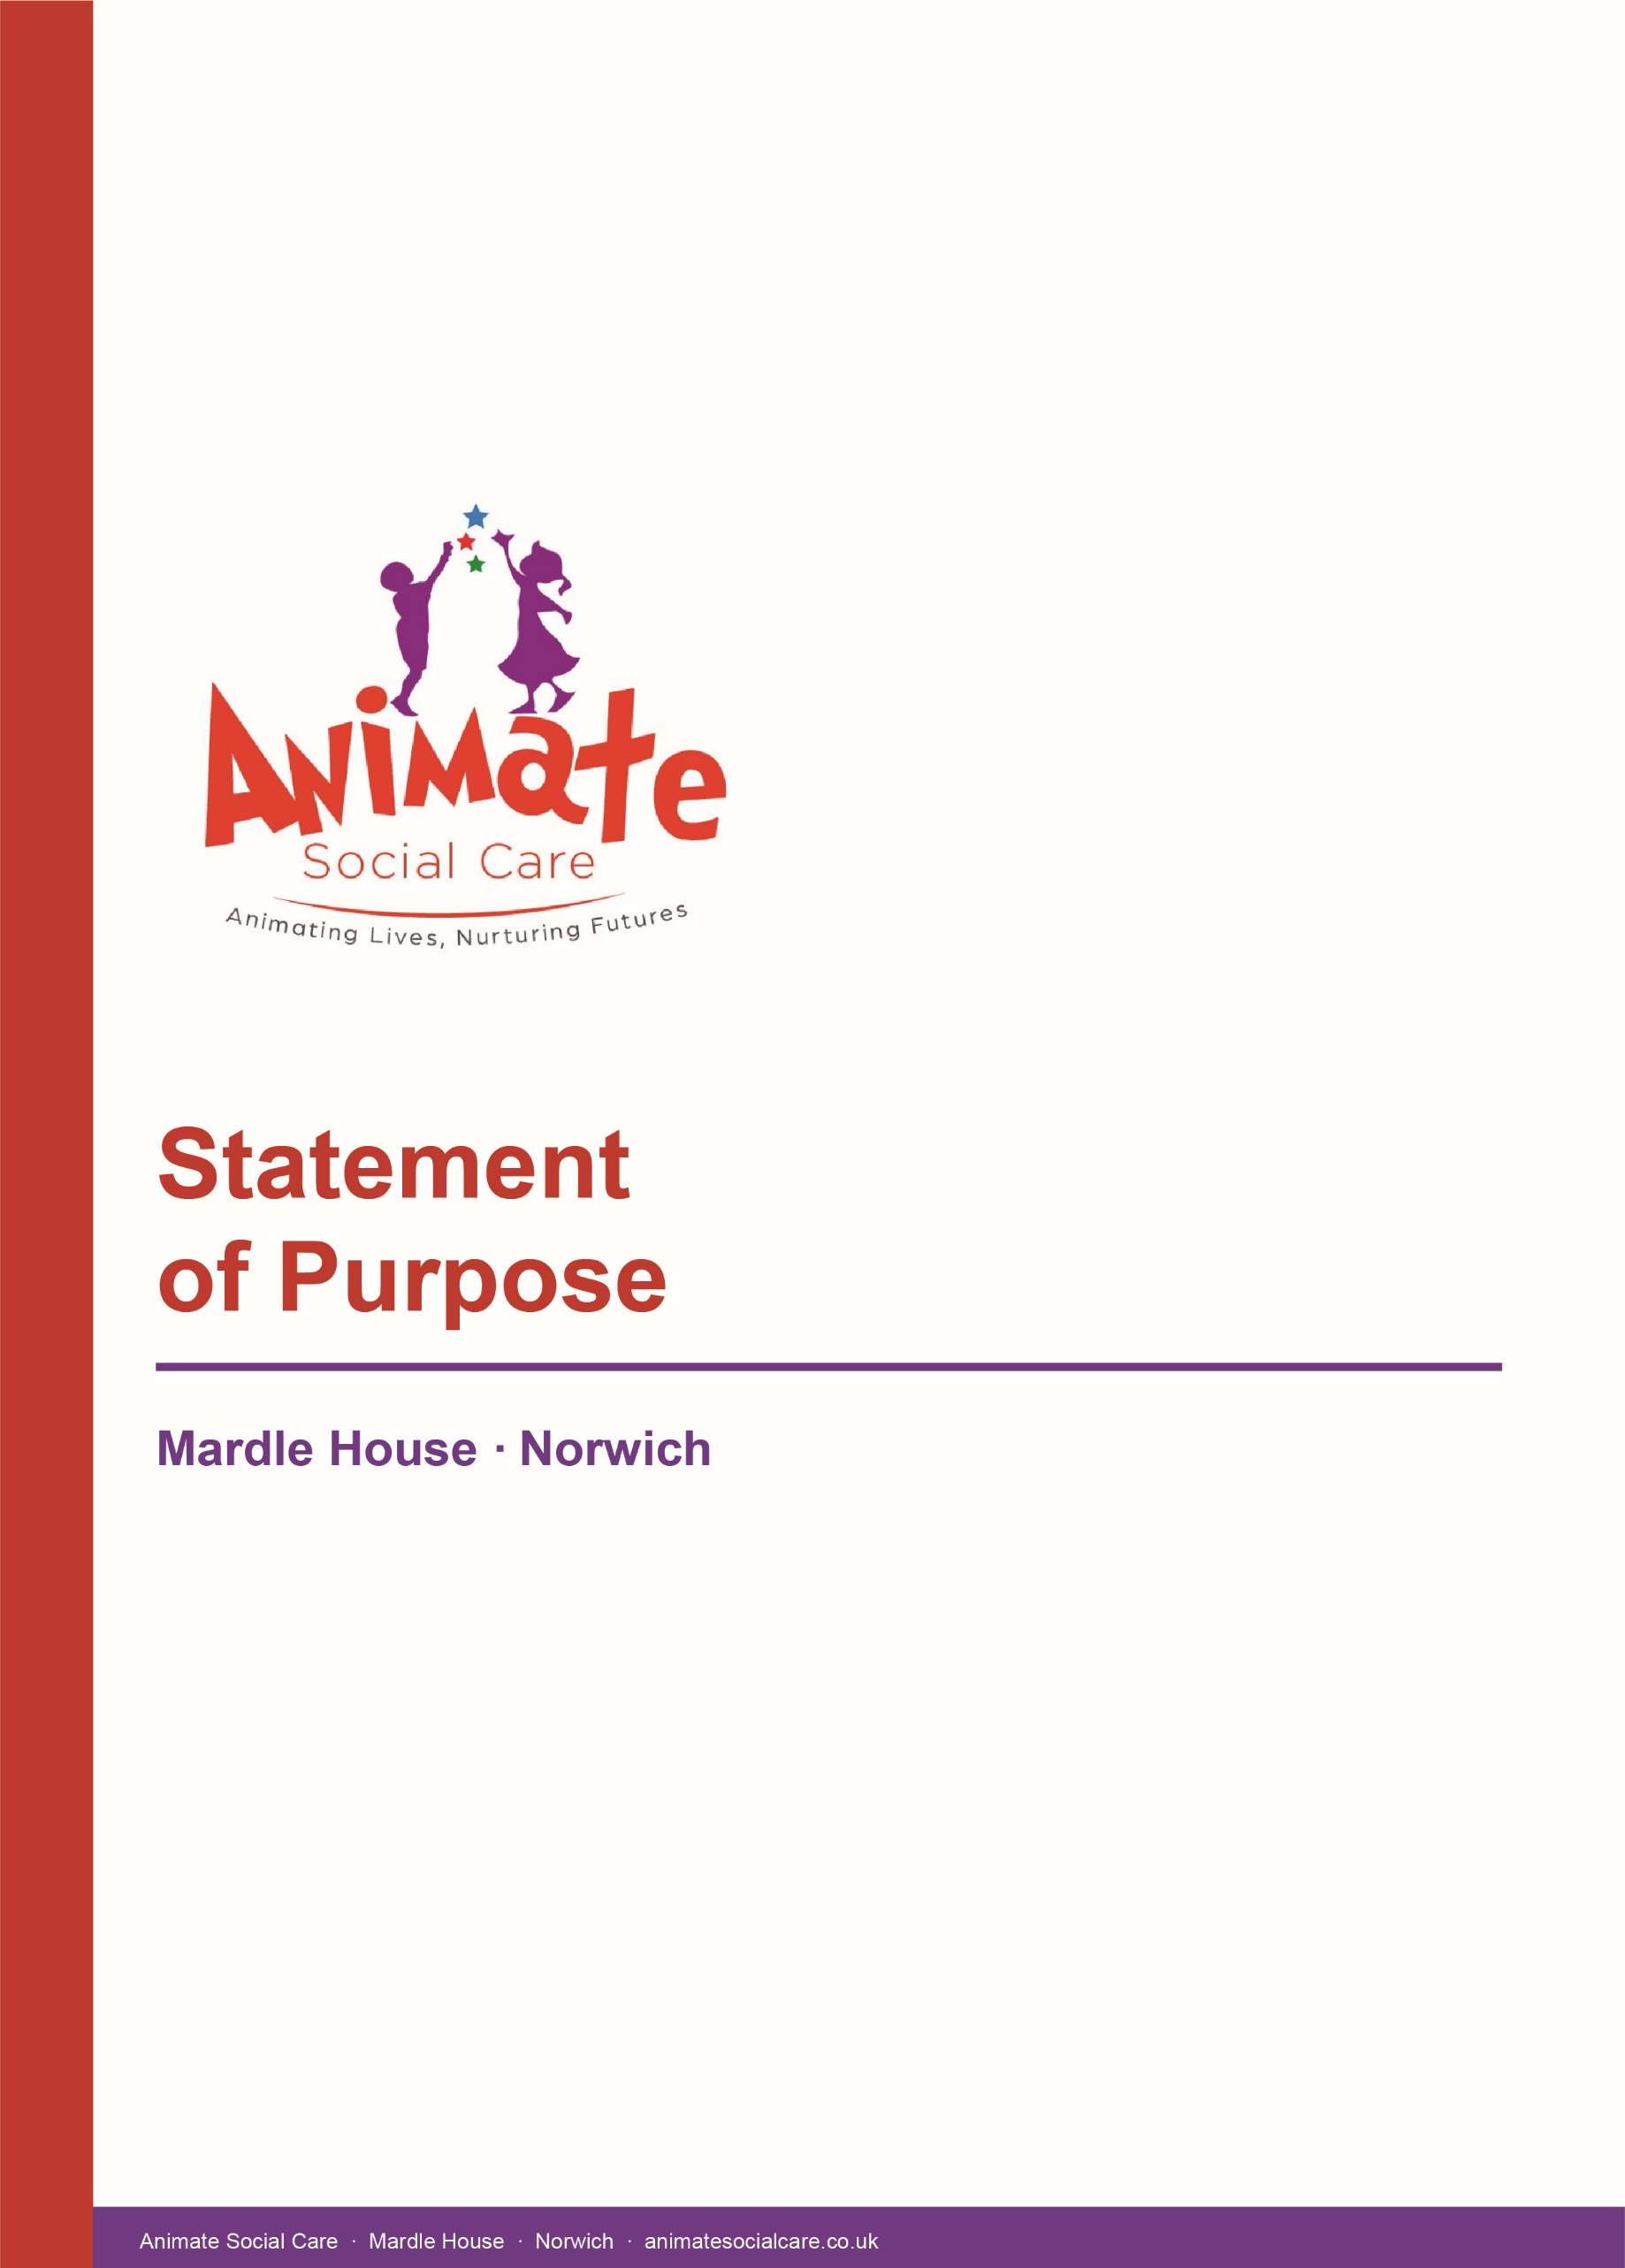 Animate
Social Care
Animating Lives, Nurturing Futures
Statement
of Purpose
Mardle House · Norwich
Animate Social Care · Mardle House · Norwich · animatesocialcare.co.uk